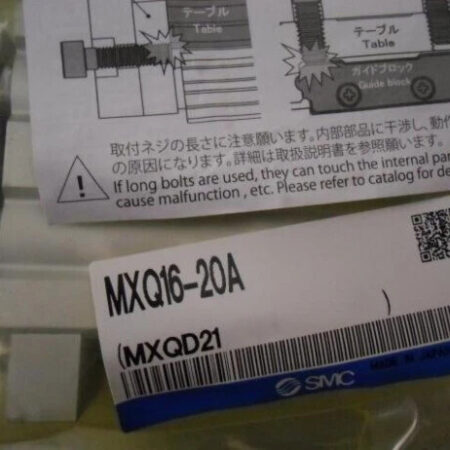 テーブル
Table
テーブル
Table
ガイドブロック
Guide block
取付ネジの長さに注意願います。内部部品に干渉し、動作
の原因になります。詳細は取扱説明書を参照願います。
If long bolts are used, they can touch the internal par
cause malfunction , etc. Please refer to catalog for de
MXQ16-20A
(MXQD21 )
SMC
MADE IN JAPAN